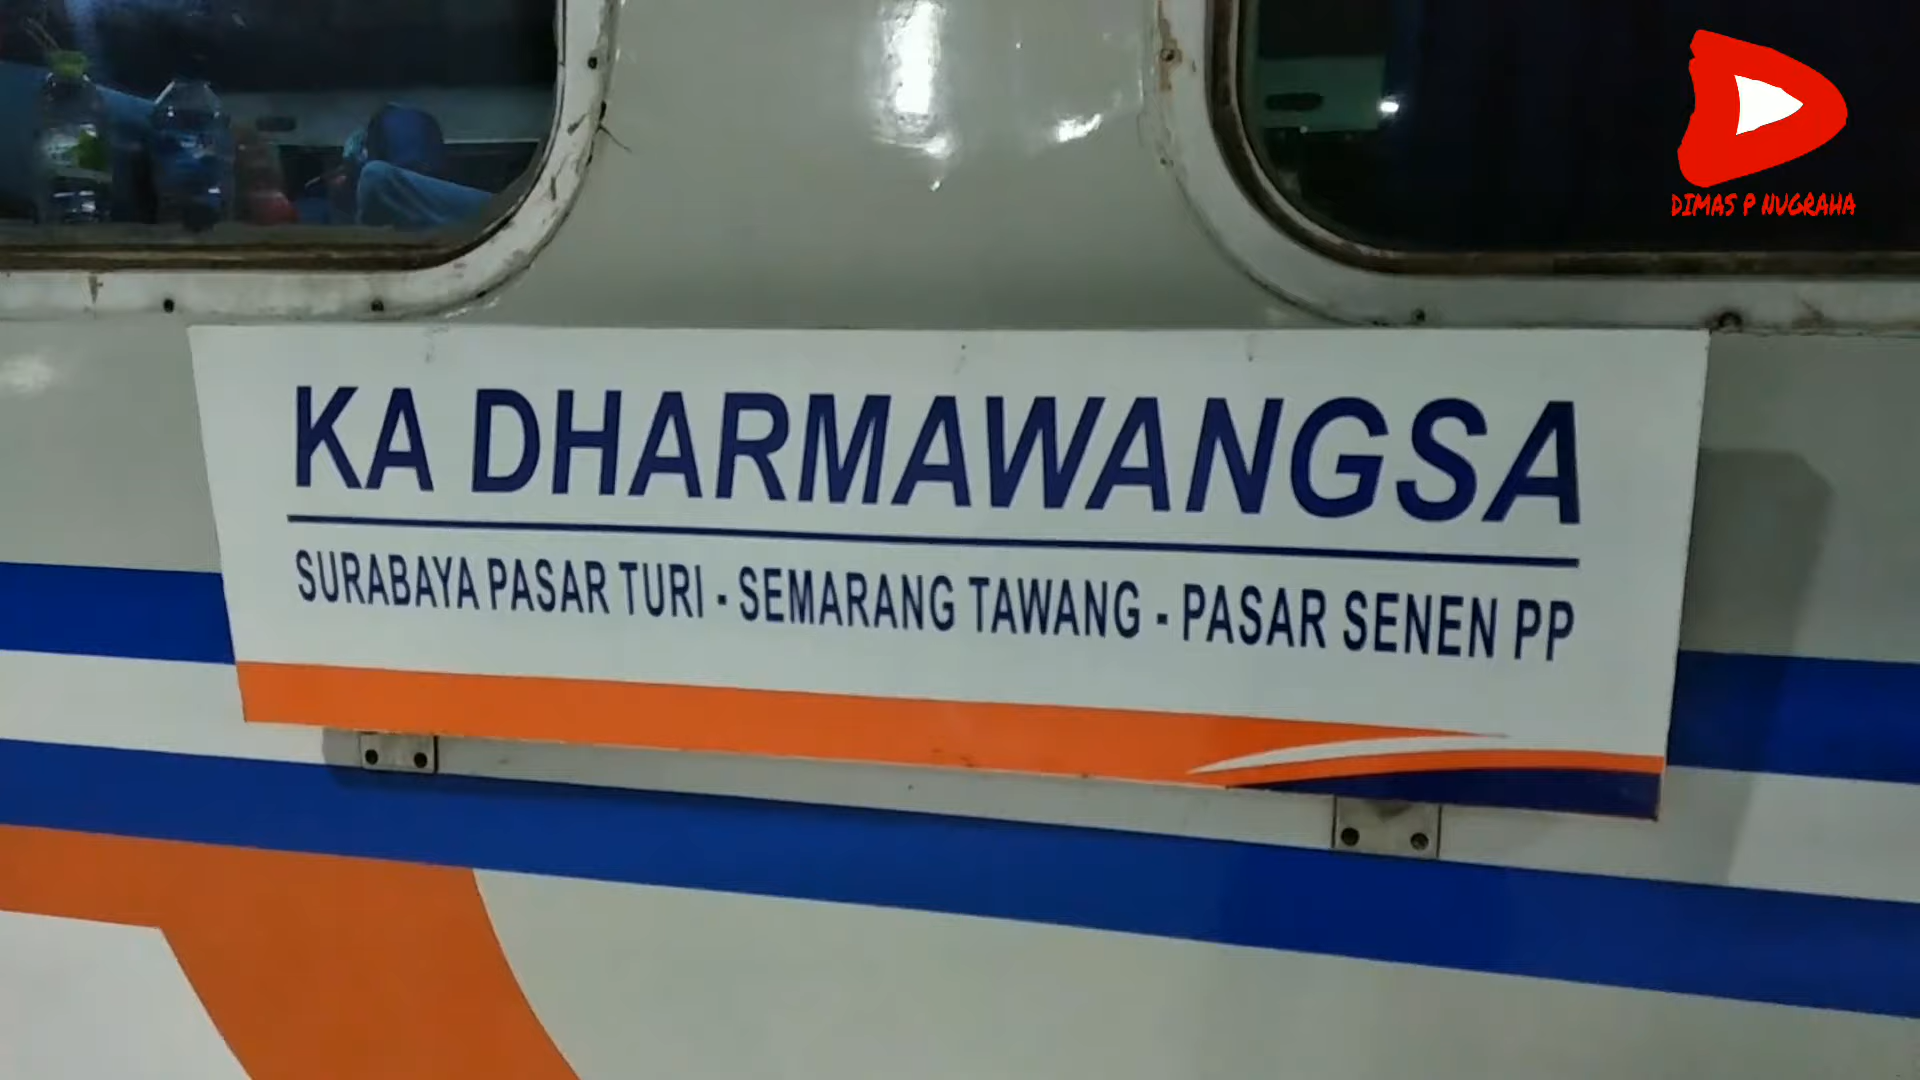 DIMAS P NUGRAHA
KA DHARMAWANGSA
SURABAYA PASAR TURI - SEMARANG TAWANG - PASAR SENEN PP